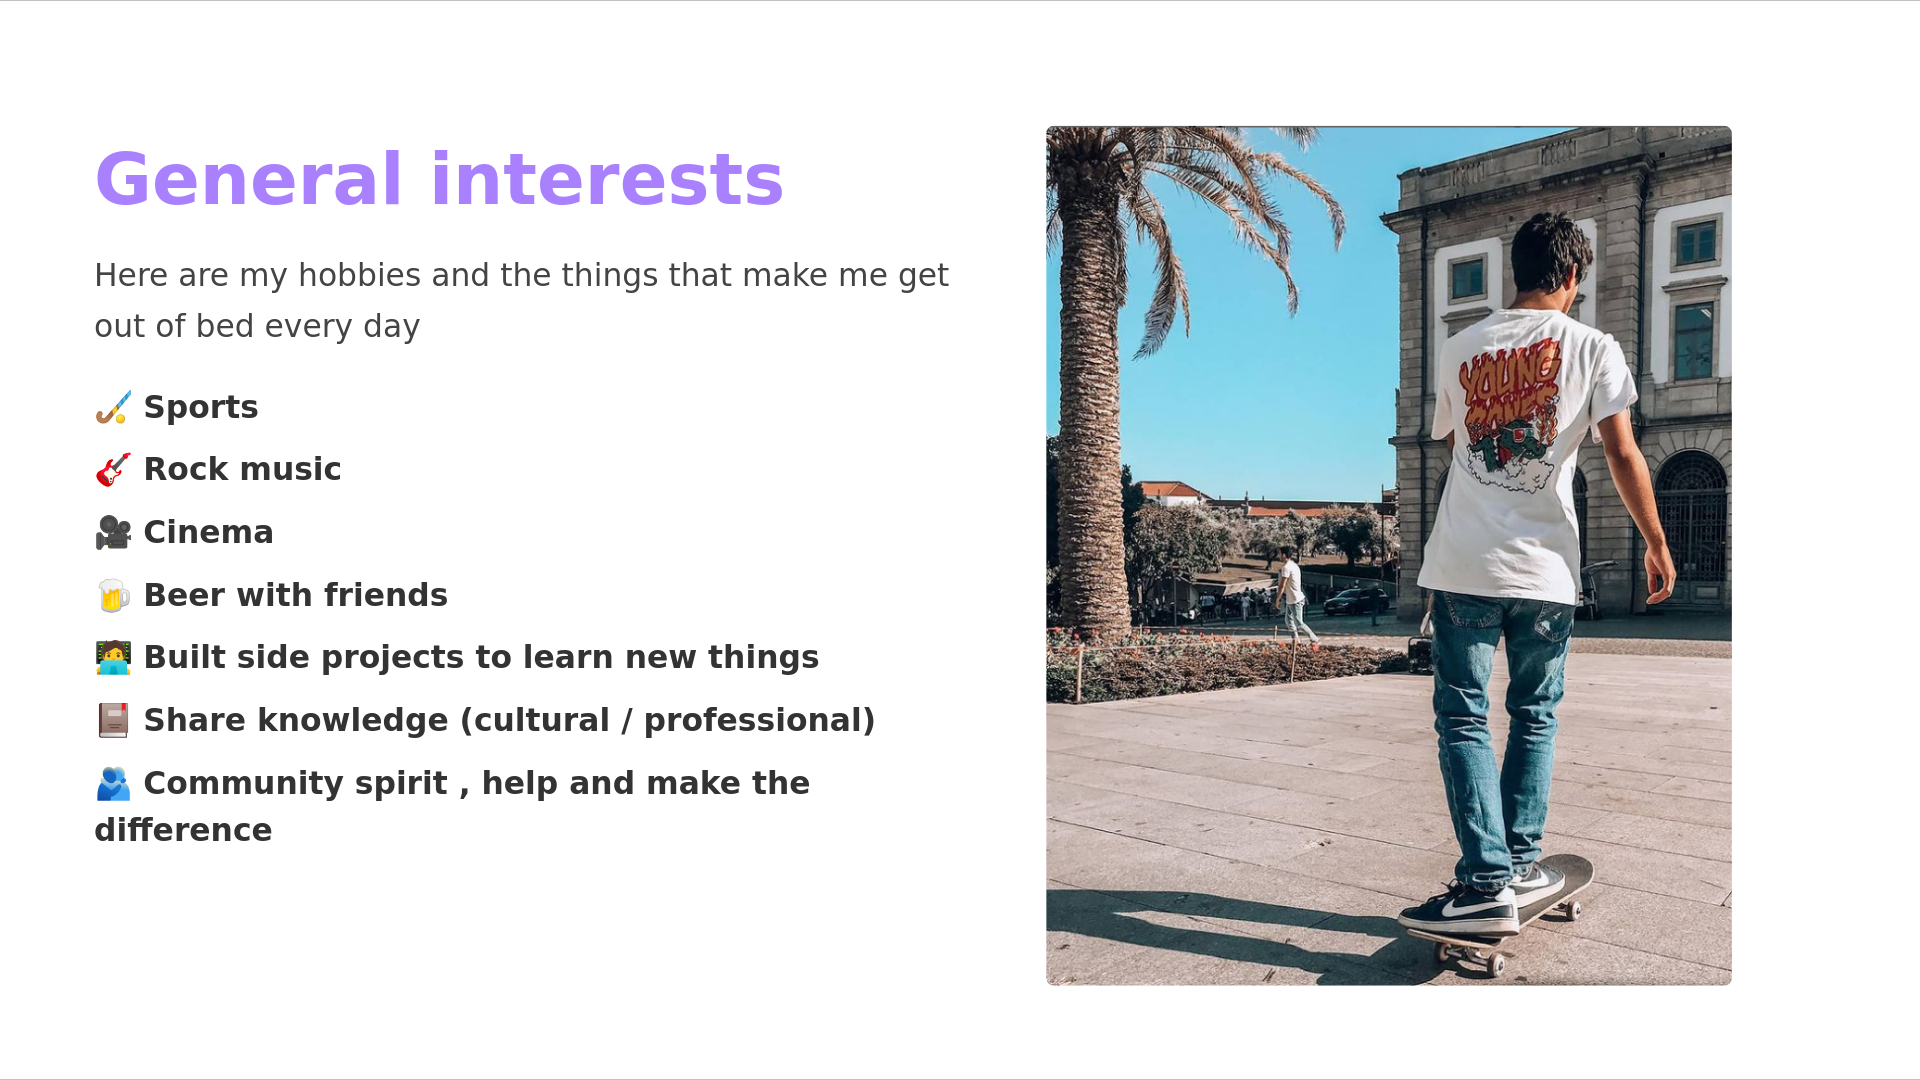 General interests
Here are my hobbies and the things that make me get
out of bed every day
Sports
Rock music
Cinema
Beer with friends
Built side projects to learn new things
Share knowledge (cultural / professional)
Community spirit , help and make the
difference
YOUNG